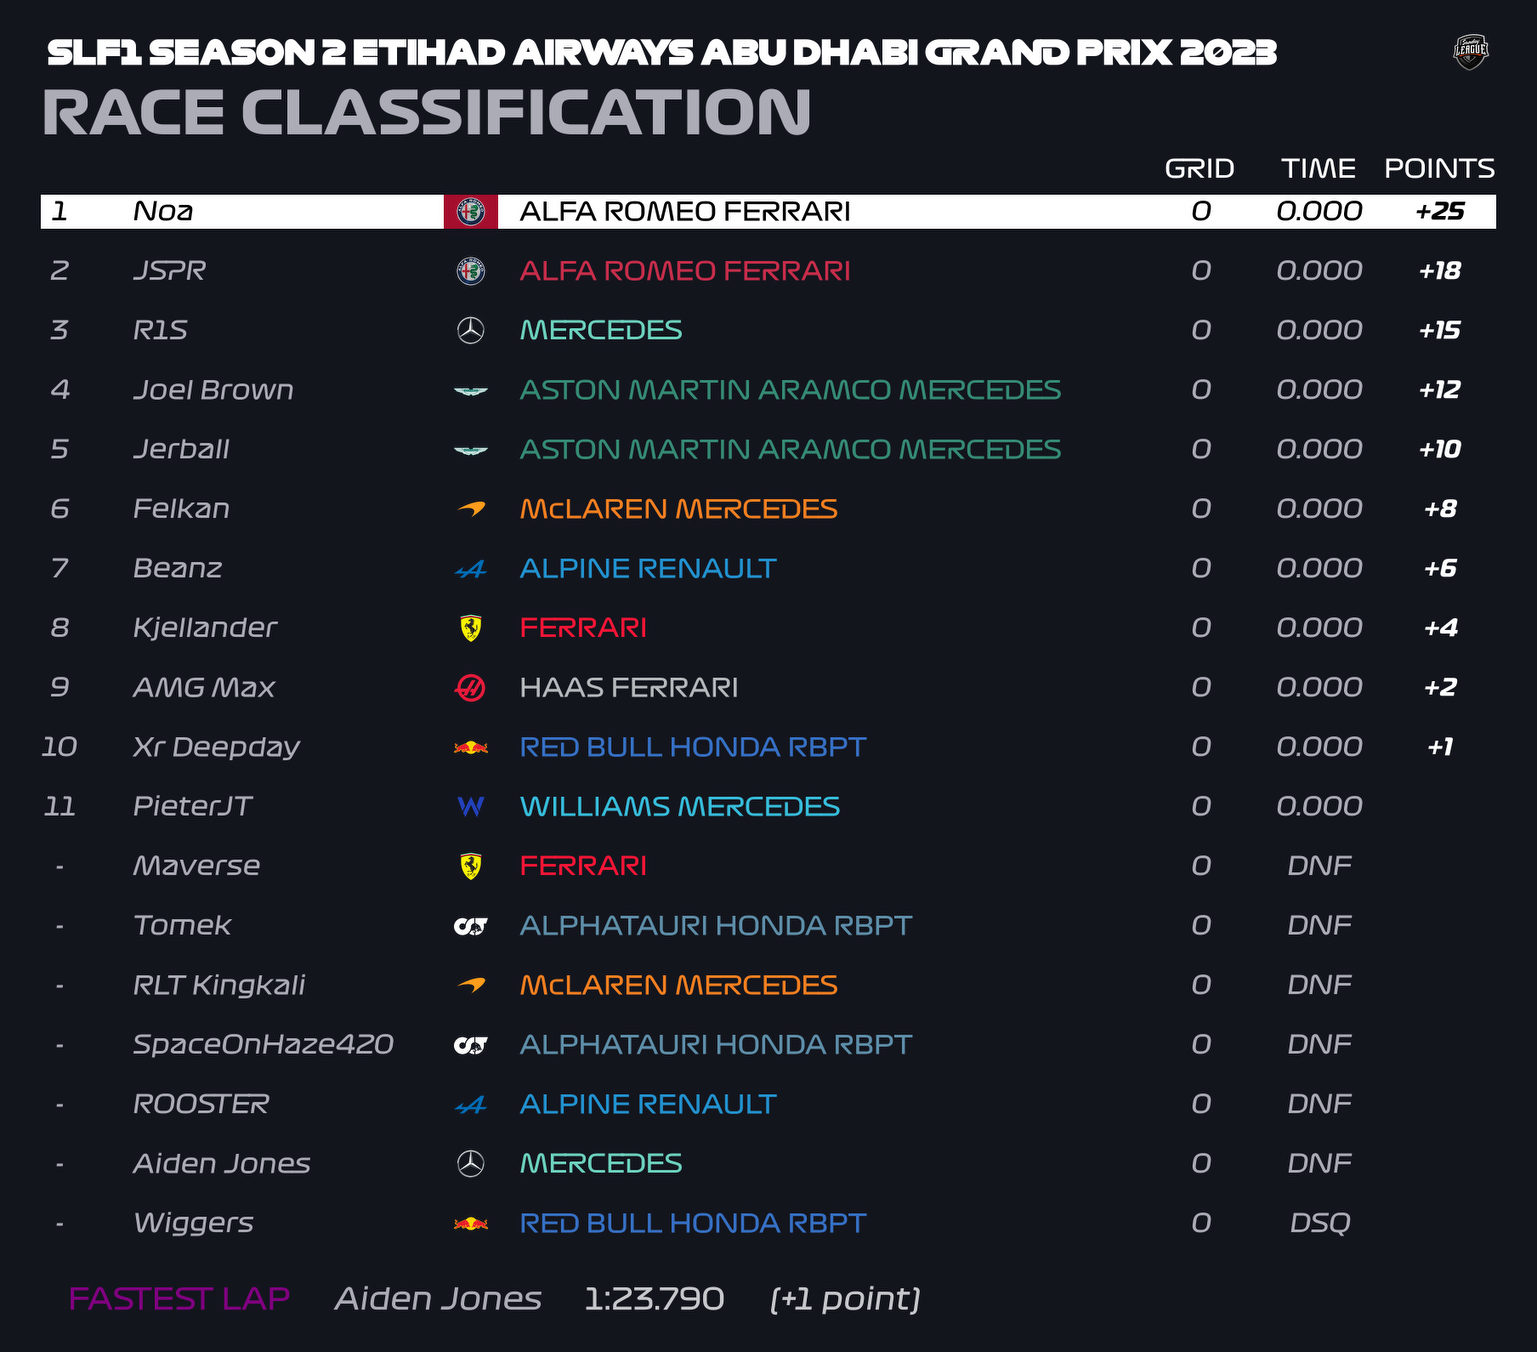 SLF1 SEASON 2 ETIHAD AIRWAYS ABU DHABI GRAND PRIX 2023
RACE CLASSIFICATION
GRID TIME POINTS
1 Noa ALFA ROMEO FERRARI 0 0.000 +25
2 JSPR ALFA ROMEO FERRARI 0 0.000 +18
3 R1S MERCEDES 0 0.000 +15
4 Joel Brown ASTON MARTIN ARAMCO MERCEDES 0 0.000 +12
5 Jerball ASTON MARTIN ARAMCO MERCEDES 0 0.000 +10
6 Felkan McLAREN MERCEDES 0 0.000 +8
7 Beanz ALPINE RENAULT 0 0.000 +6
8 Kjellander FERRARI 0 0.000 +4
9 AMG Max HAAS FERRARI 0 0.000 +2
10 Xr Deepday RED BULL HONDA RBPT 0 0.000 +1
11 PieterJT WILLIAMS MERCEDES 0 0.000
- Maverse FERRARI 0 DNF
- Tomek ALPHATAURI HONDA RBPT 0 DNF
- RLT Kingkali McLAREN MERCEDES 0 DNF
- SpaceOnHaze420 ALPHATAURI HONDA RBPT 0 DNF
- ROOSTER ALPINE RENAULT 0 DNF
- Aiden Jones MERCEDES 0 DNF
- Wiggers RED BULL HONDA RBPT 0 DSQ
FASTEST LAP Aiden Jones 1:23.790 (+1 point)